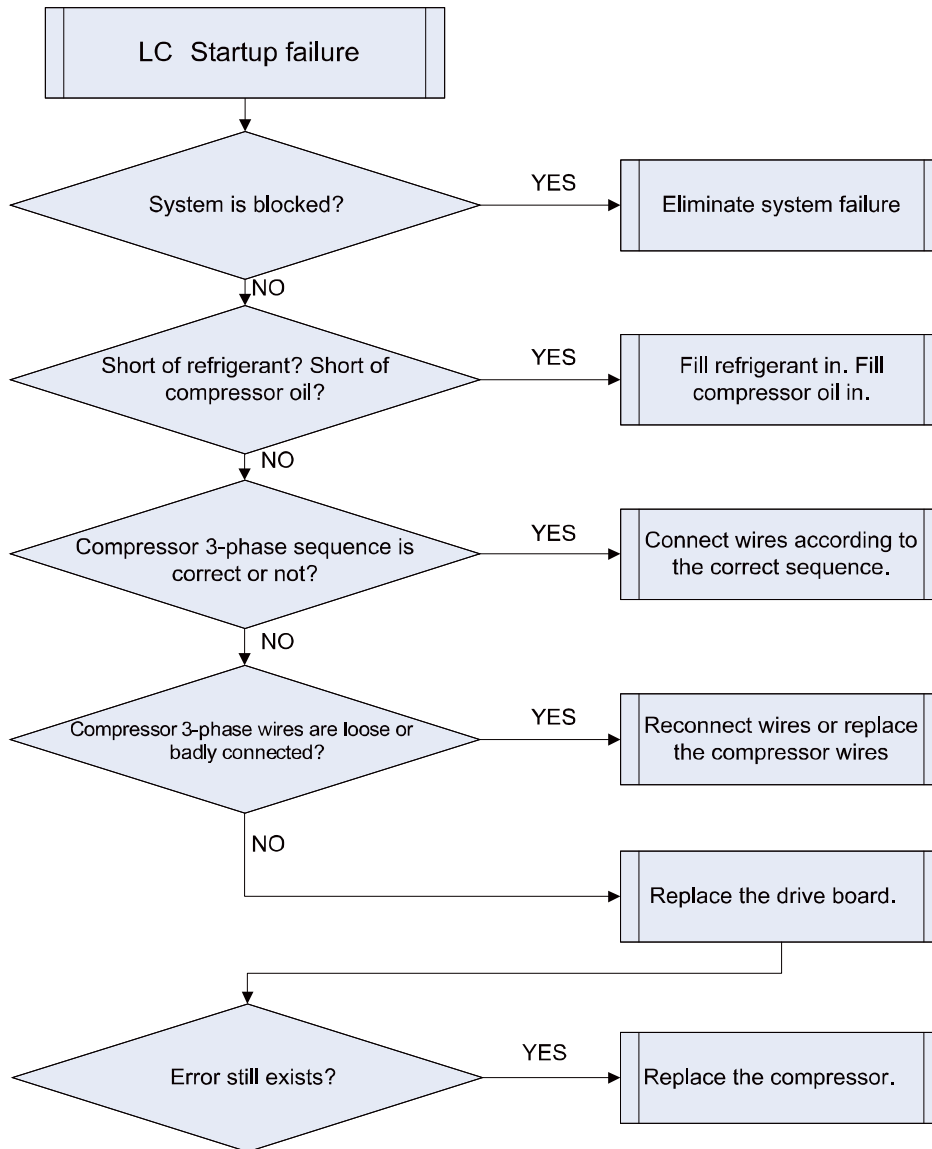 LC Startup failure
System is blocked?
YES
Eliminate system failure
NO
Short of refrigerant? Short of
compressor oil?
YES
Fill refrigerant in. Fill
compressor oil in.
NO
Compressor 3-phase sequence is
correct or not?
YES
Connect wires according to
the correct sequence.
NO
Compressor 3-phase wires are loose or
badly connected?
YES
Reconnect wires or replace
the compressor wires
NO
Replace the drive board.
Error still exists?
YES
Replace the compressor.